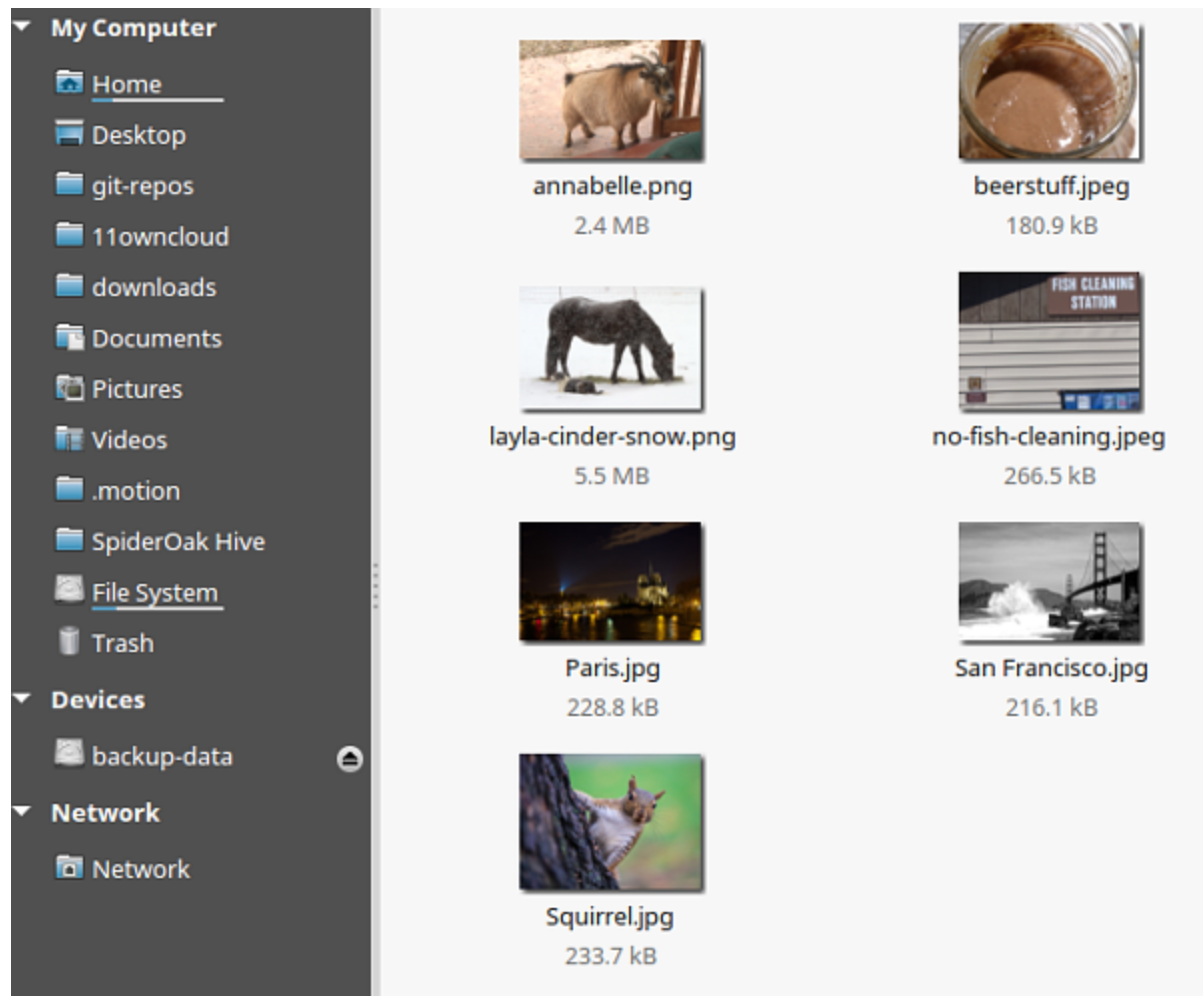 My Computer
Home
Desktop
git-repos
11owncloud
downloads
Documents
Pictures
Videos
.motion
SpiderOak Hive
File System
Trash
Devices
backup-data
Network
Network
annabelle.png
2.4 MB
beerstuff.jpeg
180.9 kB
layla-cinder-snow.png
5.5 MB
FISH CLEANING
STATION
no-fish-cleaning.jpeg
266.5 kB
Paris.jpg
228.8 kB
San Francisco.jpg
216.1 kB
Squirrel.jpg
233.7 kB